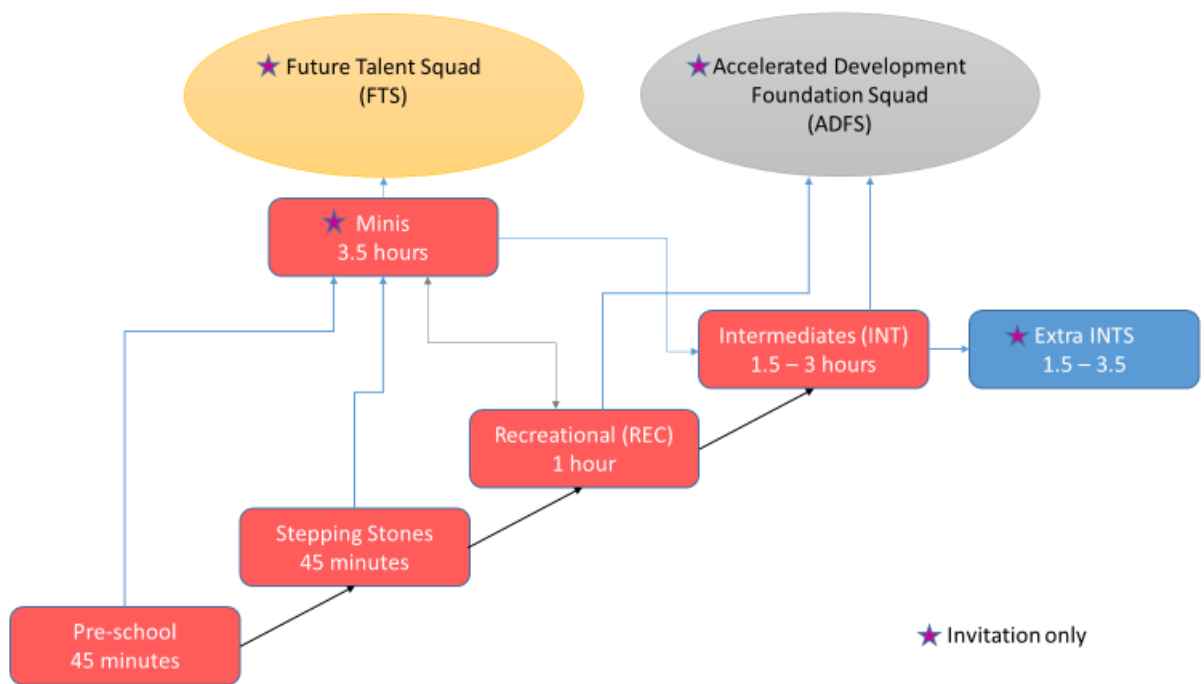 Future Talent Squad
(FTS)
Accelerated Development
Foundation Squad
(ADFS)
Minis
3.5 hours
Intermediates (INT)
1.5 – 3 hours
Extra INTS
1.5 – 3.5
Recreational (REC)
1 hour
Stepping Stones
45 minutes
Pre-school
45 minutes
Invitation only